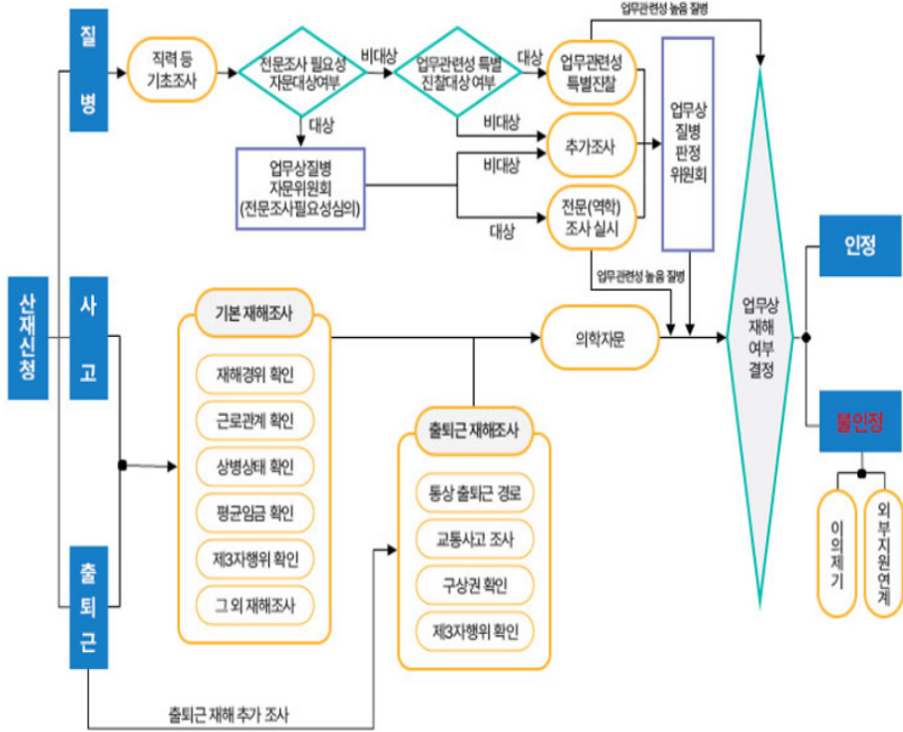 산재신청
질병
직력 등
기초조사
전문조사 필요성
자문대상여부
비대상
대상
업무관련성 특별
진찰대상 여부
대상
비대상
업무관련성
특별진찰
업무관련성 높음 질병
업무상질병
자문위원회
(전문조사필요성심의)
비대상
대상
추가조사
전문(역학)
조사 실시
업무관련성 높음 질병
업무상
질병
판정
위원회
사고
출퇴근
기본 재해조사
재해경위 확인
근로관계 확인
상병상태 확인
평균임금 확인
제3자행위 확인
그 외 재해조사
출퇴근 재해조사
통상 출퇴근 경로
교통사고 조사
구상권 확인
제3자행위 확인
출퇴근 재해 추가 조사
의학자문
업무상
재해
여부
결정
인정
불인정
이의제기
외부지원연계